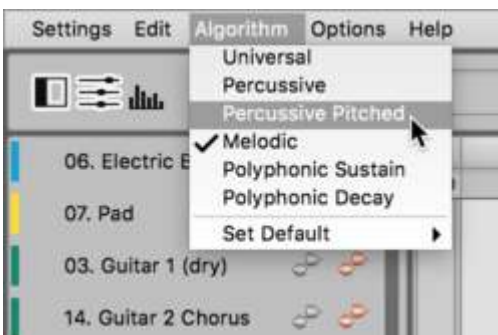 Settings Edit Algorithm Options Help
Universal
Percussive
Percussive Pitched
Melodic
06. Electric
Polyphonic Sustain
Polyphonic Decay
07. Pad
Set Default
03. Guitar 1 (dry)
14. Guitar 2 Chorus